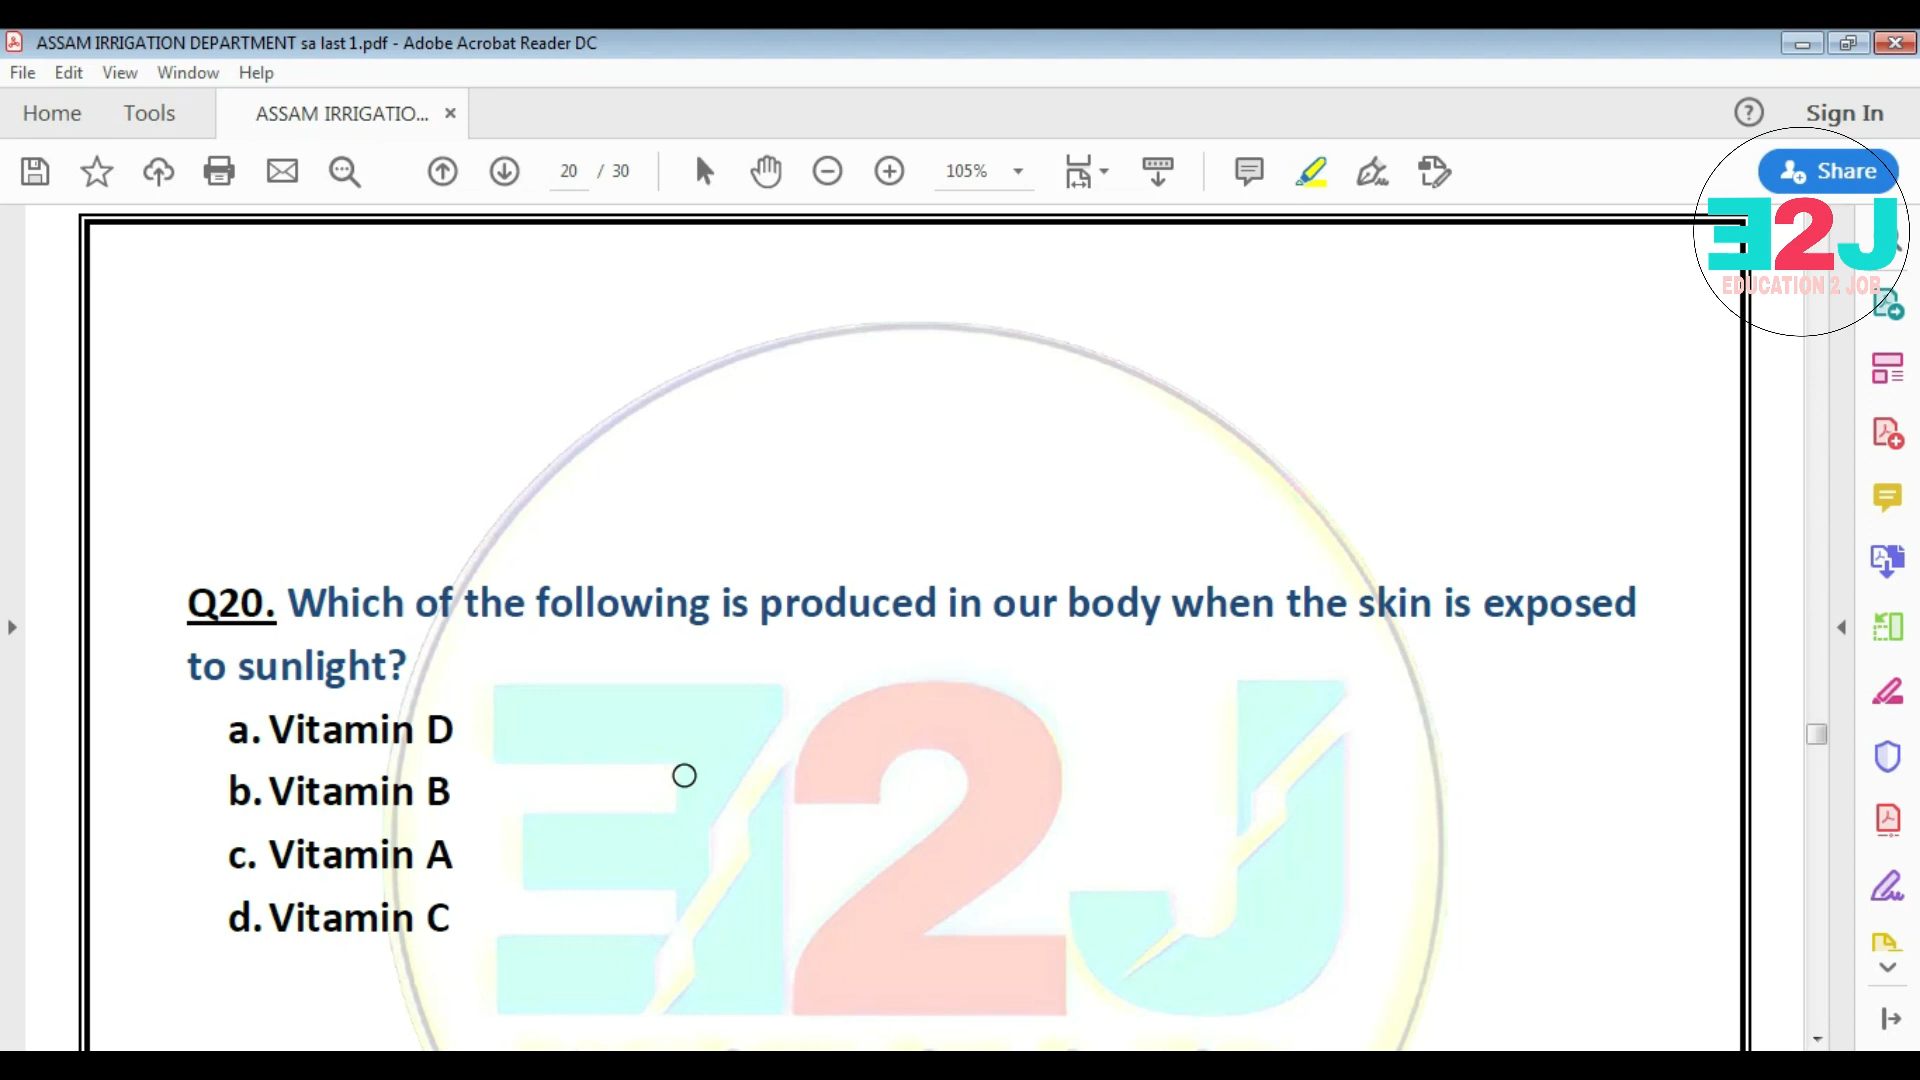 ASSAM IRRIGATION DEPARTMENT sa last 1.pdf - Adobe Acrobat Reader DC
File Edit View Window Help
Home Tools ASSAM IRRIGATIO... Sign In
20 / 30 105% Share
E2J
EDUCATION 2 JOB
Q20. Which of the following is produced in our body when the skin is exposed
to sunlight?
a. Vitamin D
b. Vitamin B
c. Vitamin A
d. Vitamin C
E2J